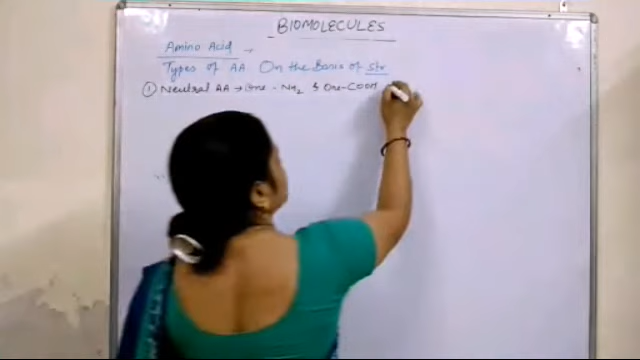 BIOMOLECULES
Amino Acid -
Types of AA On the Basis of Str
① Neutral AA → One - NH₂ & One - COOH